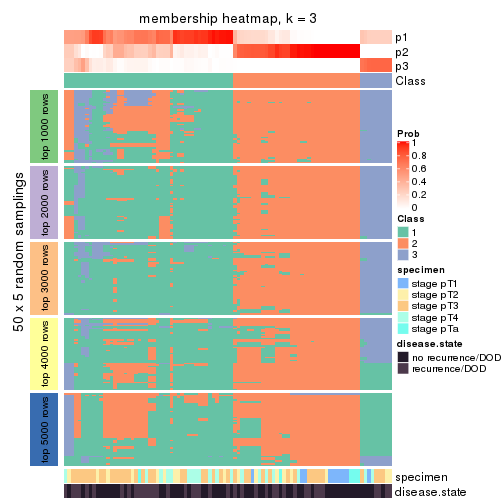 membership heatmap, k = 3
p1
p2
p3
Class
50 x 5 random samplings
top 1000 rows
top 2000 rows
top 3000 rows
top 4000 rows
top 5000 rows
specimen
disease.state
Prob
1
0.8
0.6
0.4
0.2
0
Class
1
2
3
specimen
stage pT1
stage pT2
stage pT3
stage pT4
stage pTa
disease.state
no recurrence/DOD
recurrence/DOD